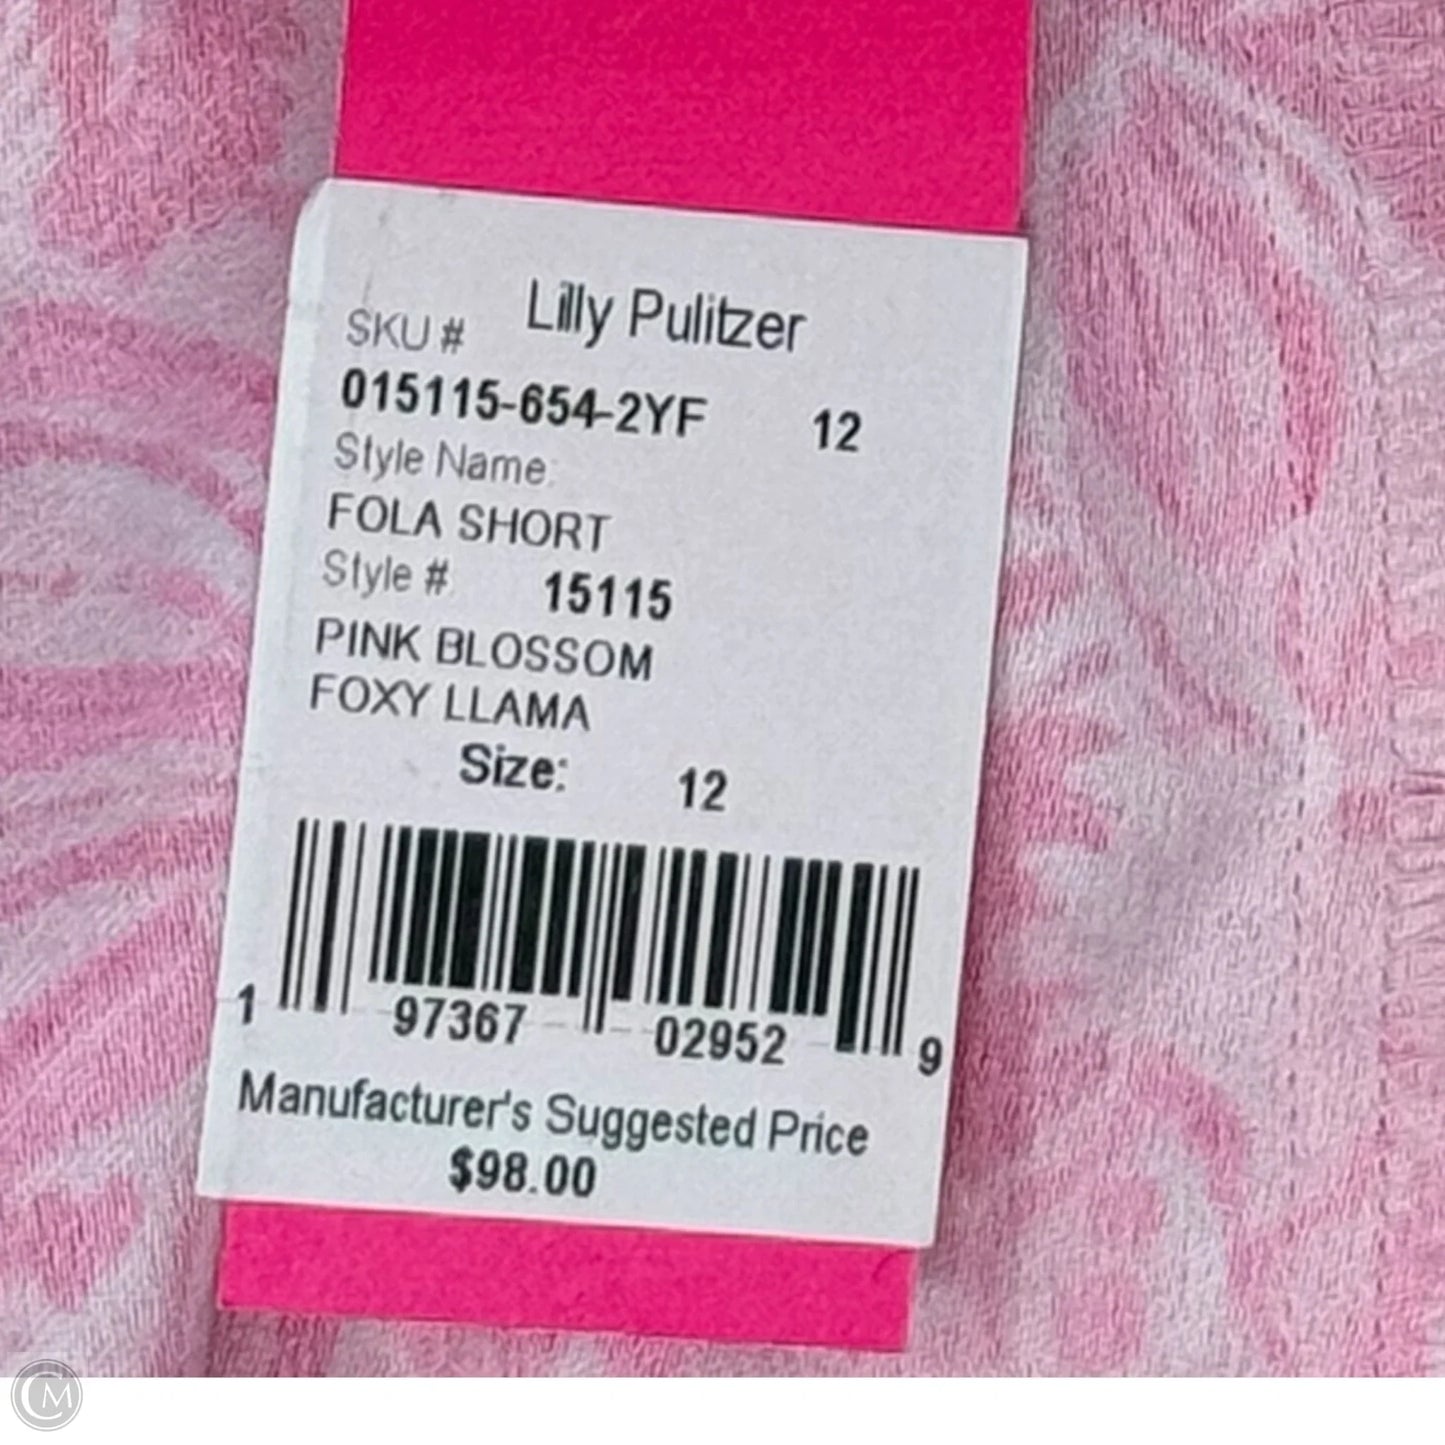 Lilly Pulitzer
SKU #
015115-654-2YF 12
Style Name:
FOLA SHORT
Style # 15115
PINK BLOSSOM
FOXY LLAMA
Size: 12
1 97367 02952 9
Manufacturer's Suggested Price
$98.00
CM